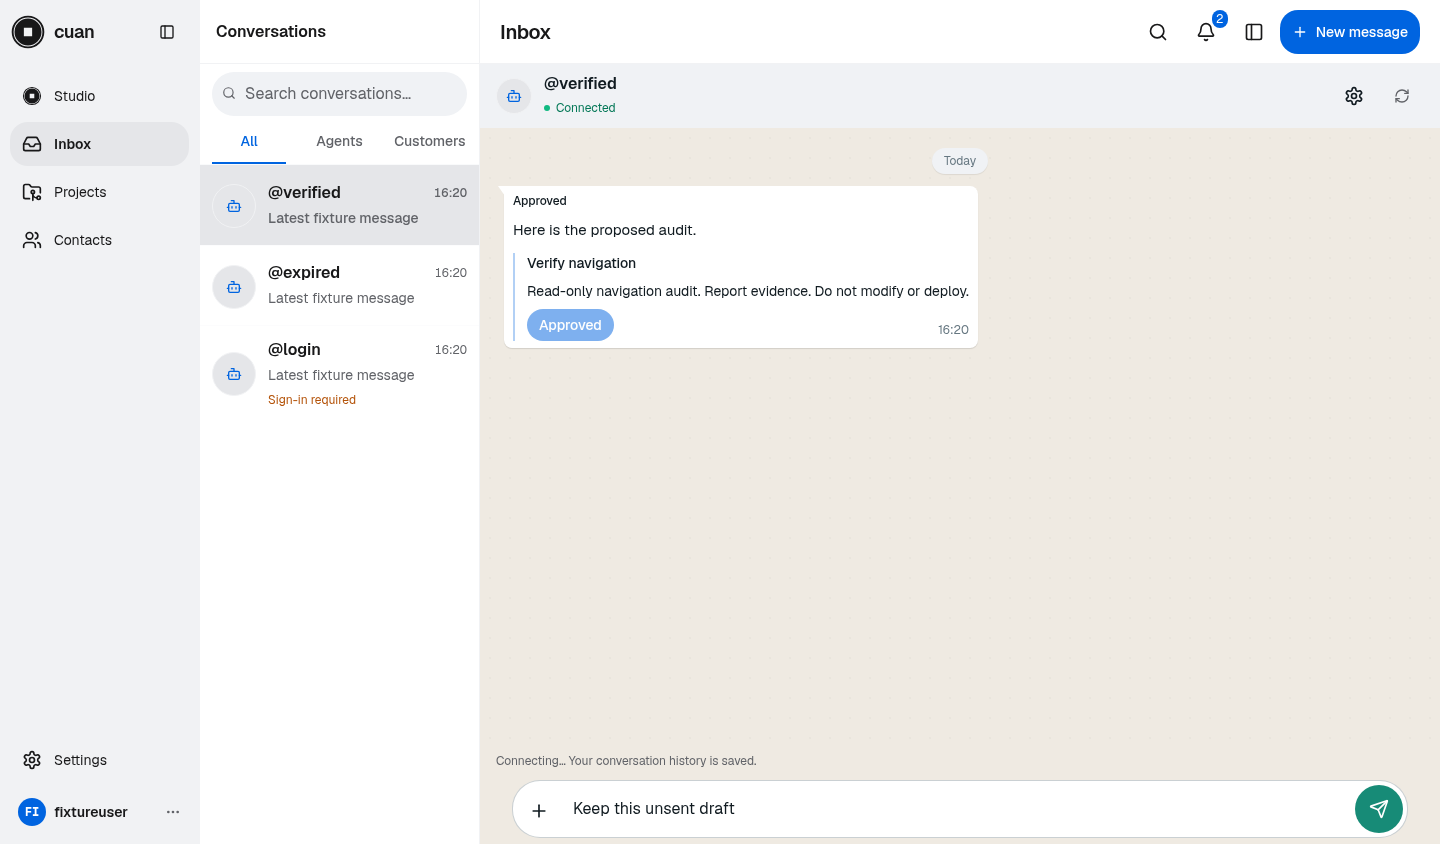 cuan
Studio
Inbox
Projects
Contacts
Settings
FI
fixtureuser
Conversations
Search conversations...
All
Agents
Customers
@verified
16:20
Latest fixture message
@expired
16:20
Latest fixture message
@login
16:20
Latest fixture message
Sign-in required
Inbox
2
New message
@verified
Connected
Today
Approved
Here is the proposed audit.
Verify navigation
Read-only navigation audit. Report evidence. Do not modify or deploy.
Approved
16:20
Connecting… Your conversation history is saved.
Keep this unsent draft